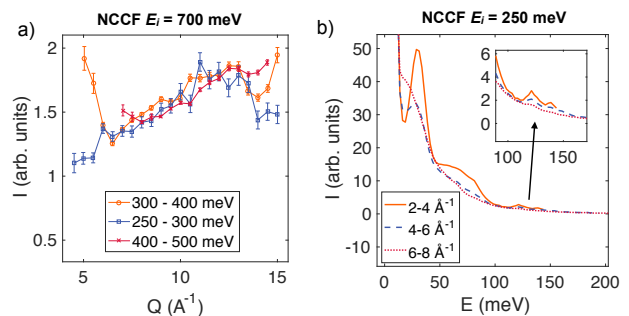 NCCF Ei = 700 meV
a)
I (arb. units)
2
1.5
1
0.5
300 - 400 meV
250 - 300 meV
400 - 500 meV
5
10
15
Q (A⁻¹)
NCCF Ei = 250 meV
b)
I (arb. units)
50
40
30
20
10
0
-10
6
4
2
0
100
150
2-4 Å⁻¹
4-6 Å⁻¹
6-8 Å⁻¹
0
50
100
150
200
E (meV)